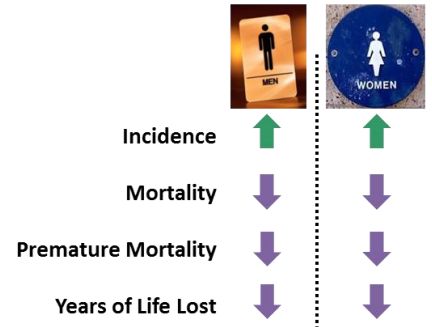 MEN
WOMEN
Incidence
Mortality
Premature Mortality
Years of Life Lost